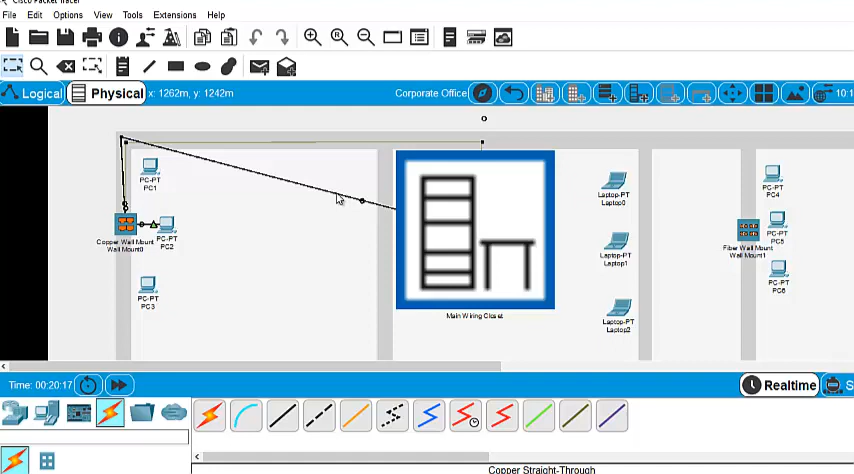 Cisco Packet Tracer
File Edit Options View Tools Extensions Help
Logical Physical x: 1262m, y: 1242m Corporate Office 10:1
PC-PT
PC1
Copper Wall Mount
Wall Mount0
PC-PT
PC2
PC-PT
PC3
Main Wiring Closet
Laptop-PT
Laptop0
Laptop-PT
Laptop1
Laptop-PT
Laptop2
Fiber Wall Mount
Wall Mount1
PC-PT
PC4
PC-PT
PC5
PC-PT
PC6
Time: 00:20:17 Realtime S
Copper Straight-Through